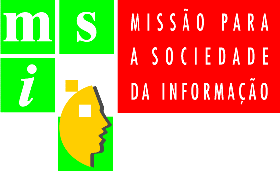 m s
i
MISSÃO PARA
A SOCIEDADE
DA INFORMAÇÃO